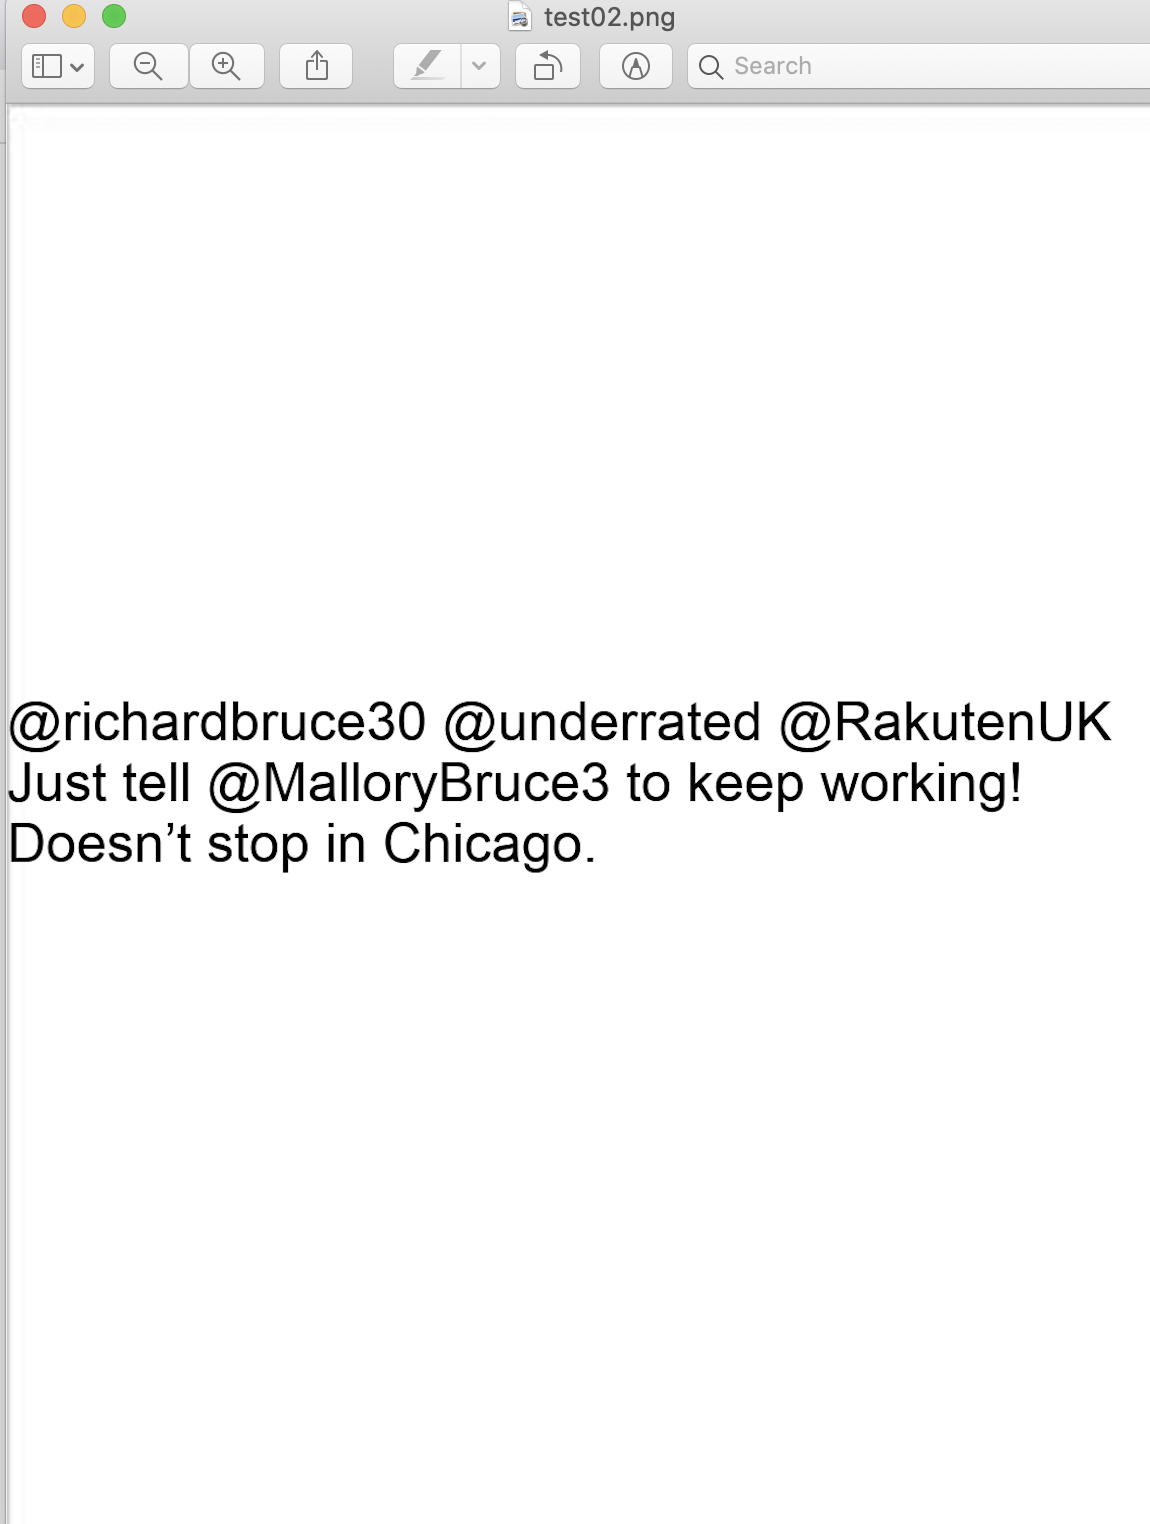 test02.png
Search
@richardbruce30 @underrated @RakutenUK
Just tell @MalloryBruce3 to keep working!
Doesn’t stop in Chicago.